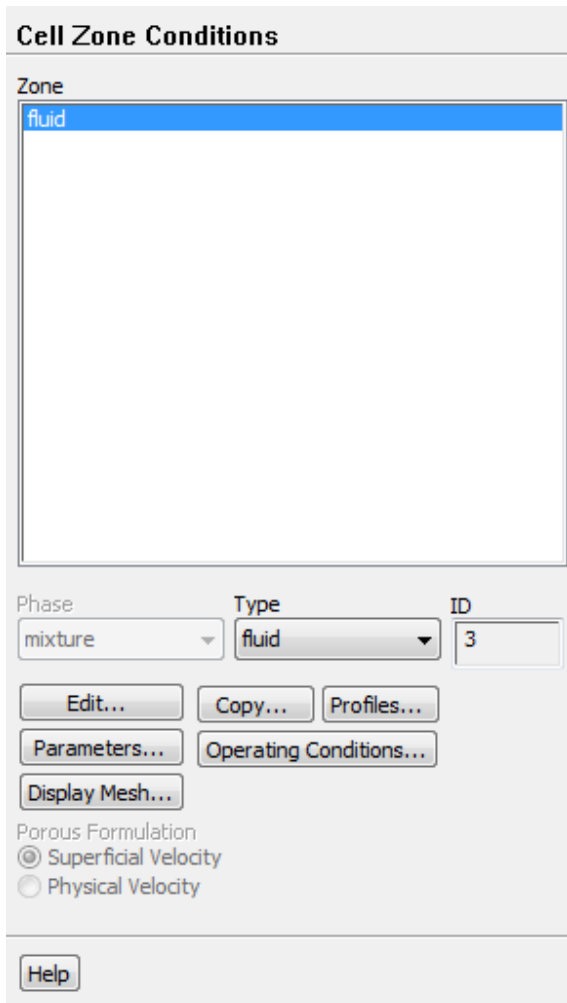 Cell Zone Conditions
Zone
fluid
Phase Type ID
mixture fluid 3
Edit... Copy... Profiles...
Parameters... Operating Conditions...
Display Mesh...
Porous Formulation
Superficial Velocity
Physical Velocity
Help